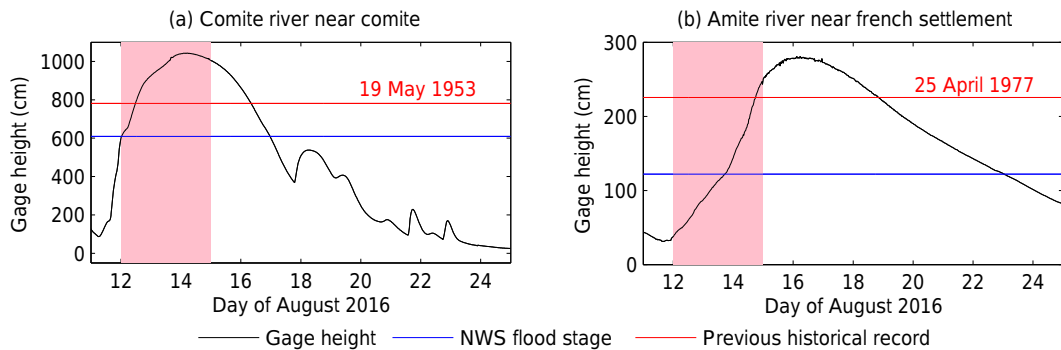 (a) Comite river near comite
Gage height (cm)
1000
800
600
400
200
0
19 May 1953
12 14 16 18 20 22 24
Day of August 2016
(b) Amite river near french settlement
Gage height (cm)
300
200
100
0
25 April 1977
12 14 16 18 20 22 24
Day of August 2016
Gage height NWS flood stage Previous historical record